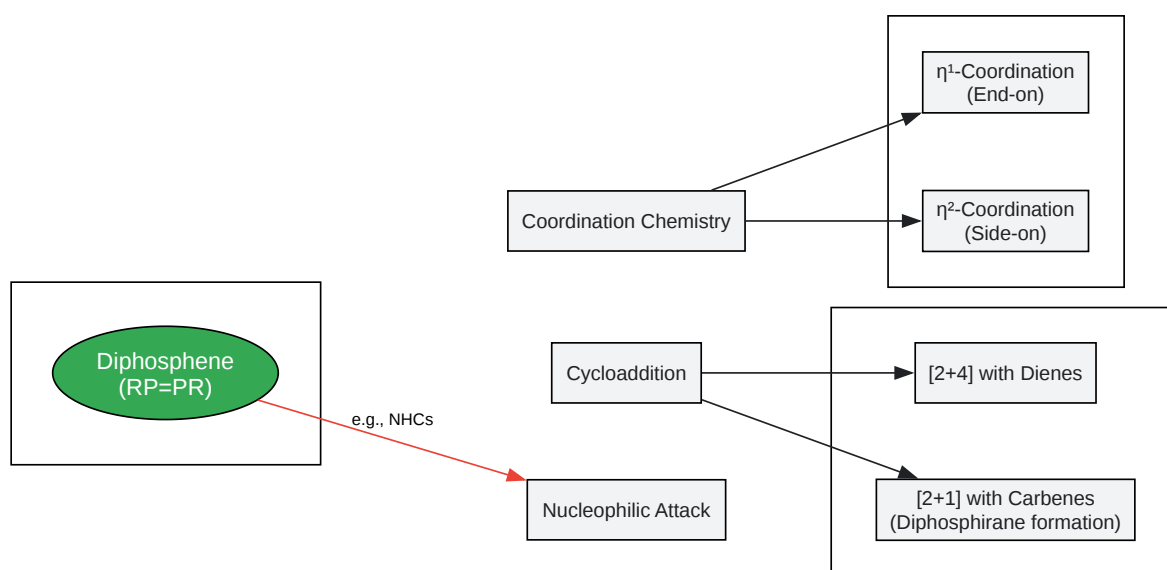 η¹-Coordination
(End-on)
Coordination Chemistry
η²-Coordination
(Side-on)
Diphosphene
(RP=PR)
e.g., NHCs
Cycloaddition
[2+4] with Dienes
Nucleophilic Attack
[2+1] with Carbenes
(Diphosphirane formation)